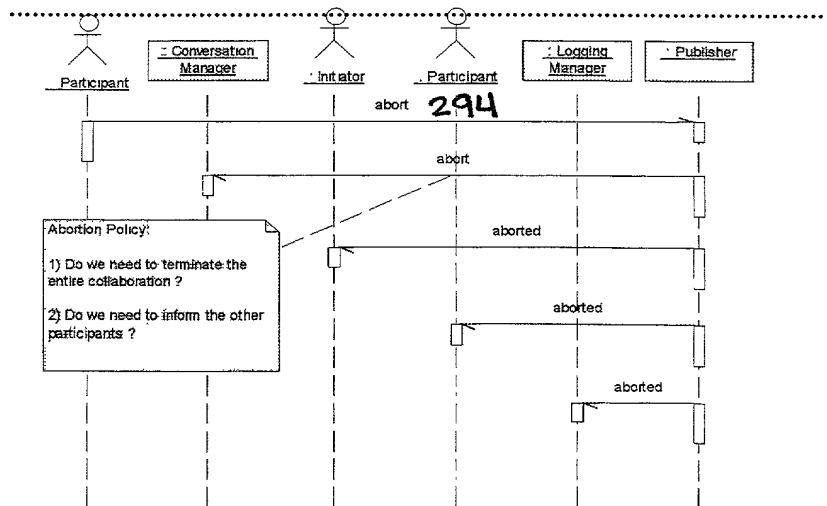 : Conversation
Manager
: Logging
Manager
: Publisher
: Initiator
: Participant
: Participant
abort 294
abort
Abortion Policy:
1) Do we need to terminate the
entire collaboration ?
2) Do we need to inform the other
participants ?
aborted
aborted
aborted